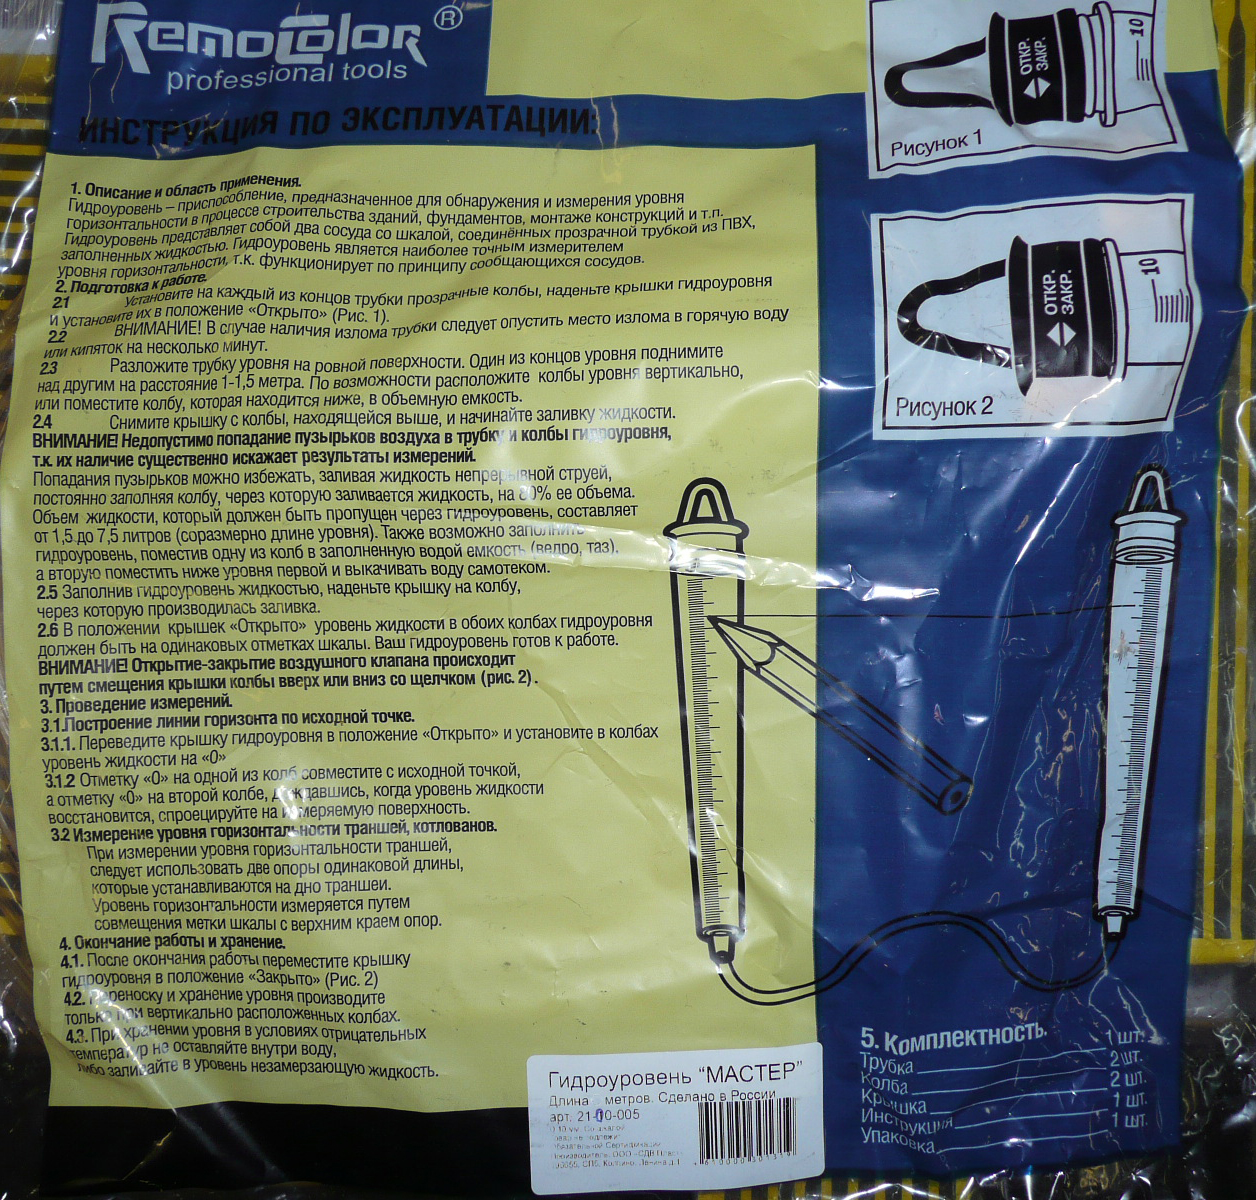 RemoColor ®
professional tools
ИНСТРУКЦИЯ ПО ЭКСПЛУАТАЦИИ:
1. Описание и область применения.
Гидроуровень – приспособление, предназначенное для обнаружения и измерения уровня
горизонтальности в процессе строительства зданий, фундаментов, монтаже конструкций и т.п.
Гидроуровень представляет собой два сосуда со шкалой, соединённых прозрачной трубкой из ПВХ,
заполненных жидкостью. Гидроуровень является наиболее точным измерителем
уровня горизонтальности, т.к. функционирует по принципу сообщающихся сосудов.
2. Подготовка к работе.
2.1 Установите на каждый из концов трубки прозрачные колбы, наденьте крышки гидроуровня
и установите их в положение «Открыто» (Рис. 1).
2.2 ВНИМАНИЕ! В случае наличия излома трубки следует опустить место излома в горячую воду
или кипяток на несколько минут.
2.3 Разложите трубку уровня на ровной поверхности. Один из концов уровня поднимите
над другим на расстояние 1-1,5 метра. По возможности расположите колбы уровня вертикально,
или поместите колбу, которая находится ниже, в объемную емкость.
2.4 Снимите крышку с колбы, находящейся выше, и начинайте заливку жидкости.
ВНИМАНИЕ! Недопустимо попадание пузырьков воздуха в трубку и колбы гидроуровня,
т.к. их наличие существенно искажает результаты измерений.
Попадания пузырьков можно избежать, заливая жидкость непрерывной струей,
постоянно заполняя колбу, через которую заливается жидкость, на 80% ее объема.
Объем жидкости, который должен быть пропущен через гидроуровень, составляет
от 1,5 до 7,5 литров (соразмерно длине уровня). Также возможно заполнить
гидроуровень, поместив одну из колб в заполненную водой емкость (ведро, таз),
а вторую поместить ниже уровня первой и выкачивать воду самотеком.
2.5 Заполнив гидроуровень жидкостью, наденьте крышку на колбу,
через которую производилась заливка.
2.6 В положении крышек «Открыто» уровень жидкости в обоих колбах гидроуровня
должен быть на одинаковых отметках шкалы. Ваш гидроуровень готов к работе.
ВНИМАНИЕ! Открытие-закрытие воздушного клапана происходит
путем смещения крышки колбы вверх или вниз со щелчком (рис. 2).
3. Проведение измерений.
3.1.Построение линии горизонта по исходной точке.
3.1.1. Переведите крышку гидроуровня в положение «Открыто» и установите в колбах
уровень жидкости на «0»
3.1.2 Отметку «0» на одной из колб совместите с исходной точкой,
а отметку «0» на второй колбе, дождавшись, когда уровень жидкости
восстановится, спроецируйте на измеряемую поверхность.
3.2 Измерение уровня горизонтальности траншей, котлованов.
При измерении уровня горизонтальности траншей,
следует использовать две опоры одинаковой длины,
которые устанавливаются на дно траншеи.
Уровень горизонтальности измеряется путем
совмещения метки шкалы с верхним краем опор.
4. Окончание работы и хранение.
4.1. После окончания работы переместите крышку
гидроуровня в положение «Закрыто» (Рис. 2)
4.2. Переноску и хранение уровня производите
только при вертикально расположенных колбах.
4.3. При хранении уровня в условиях отрицательных
температур не оставляйте внутри воду,
либо заливайте в уровень незамерзающую жидкость.
ОТКР.
ЗАКР.
10
Рисунок 1
ОТКР.
ЗАКР.
10
Рисунок 2
5. Комплектность.
Трубка 1 шт.
Колба 2 шт.
Крышка 2 шт.
Инструкция 1 шт.
Упаковка 1 шт.
Гидроуровень "МАСТЕР"
Длина метров. Сделано в России
арт. 21-00-005